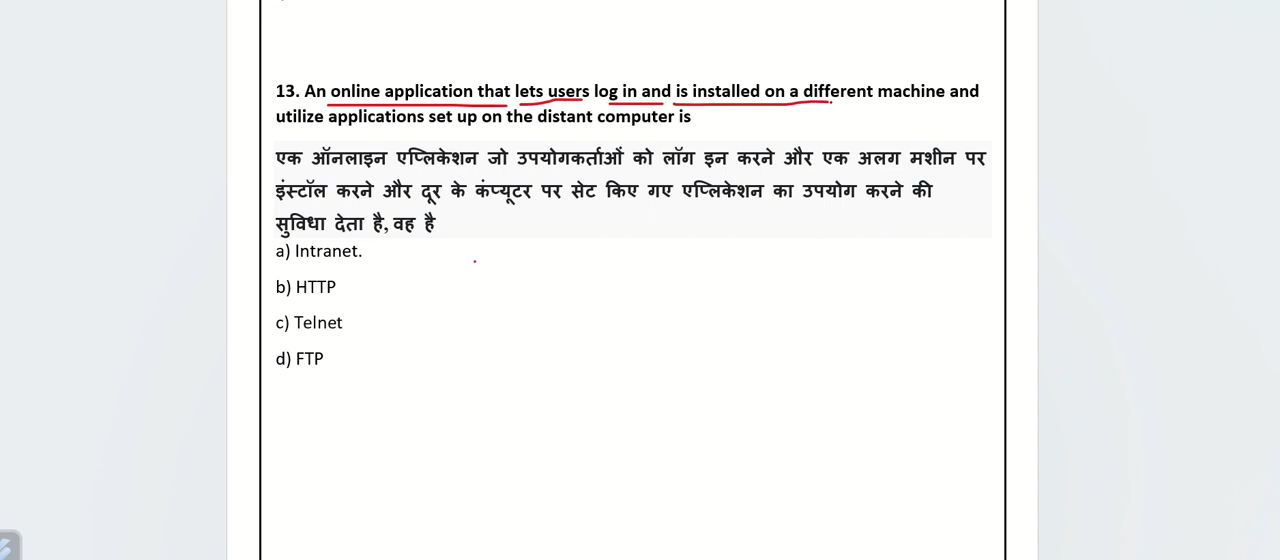 13. An online application that lets users log in and is installed on a different machine and
utilize applications set up on the distant computer is
एक ऑनलाइन एप्लिकेशन जो उपयोगकर्ताओं को लॉग इन करने और एक अलग मशीन पर
इंस्टॉल करने और दूर के कंप्यूटर पर सेट किए गए एप्लिकेशन का उपयोग करने की
सुविधा देता है, वह है
a) Intranet.
b) HTTP
c) Telnet
d) FTP